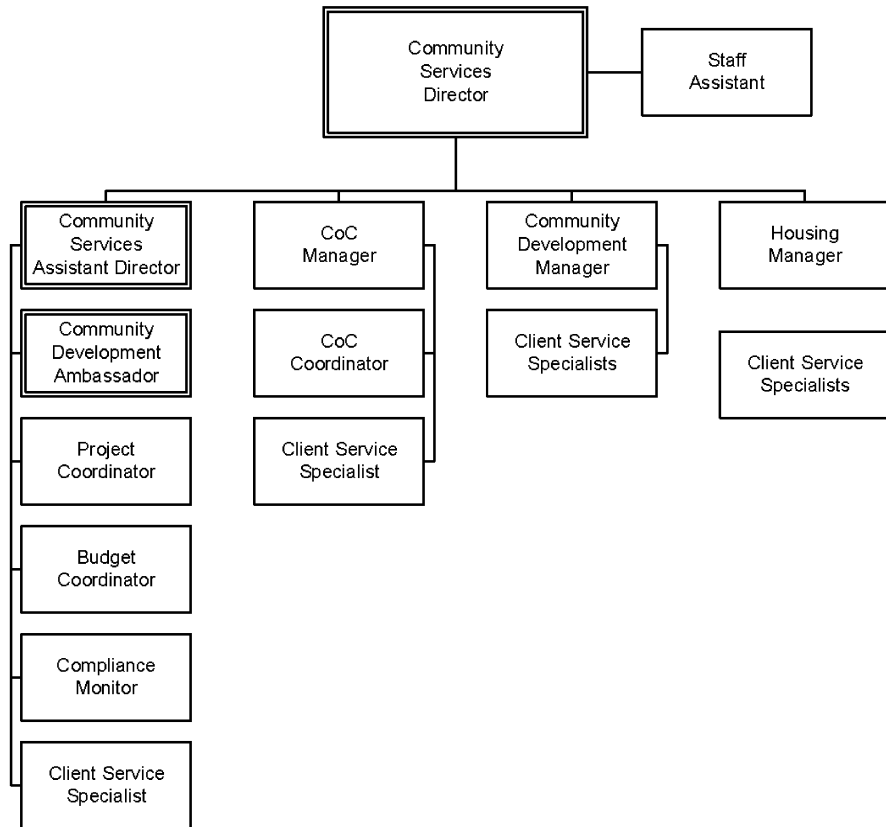 Community
Services
Director
Staff
Assistant
Community
Services
Assistant Director
CoC
Manager
Community
Development
Manager
Housing
Manager
Community
Development
Ambassador
CoC
Coordinator
Client Service
Specialists
Client Service
Specialists
Project
Coordinator
Client Service
Specialist
Budget
Coordinator
Compliance
Monitor
Client Service
Specialist